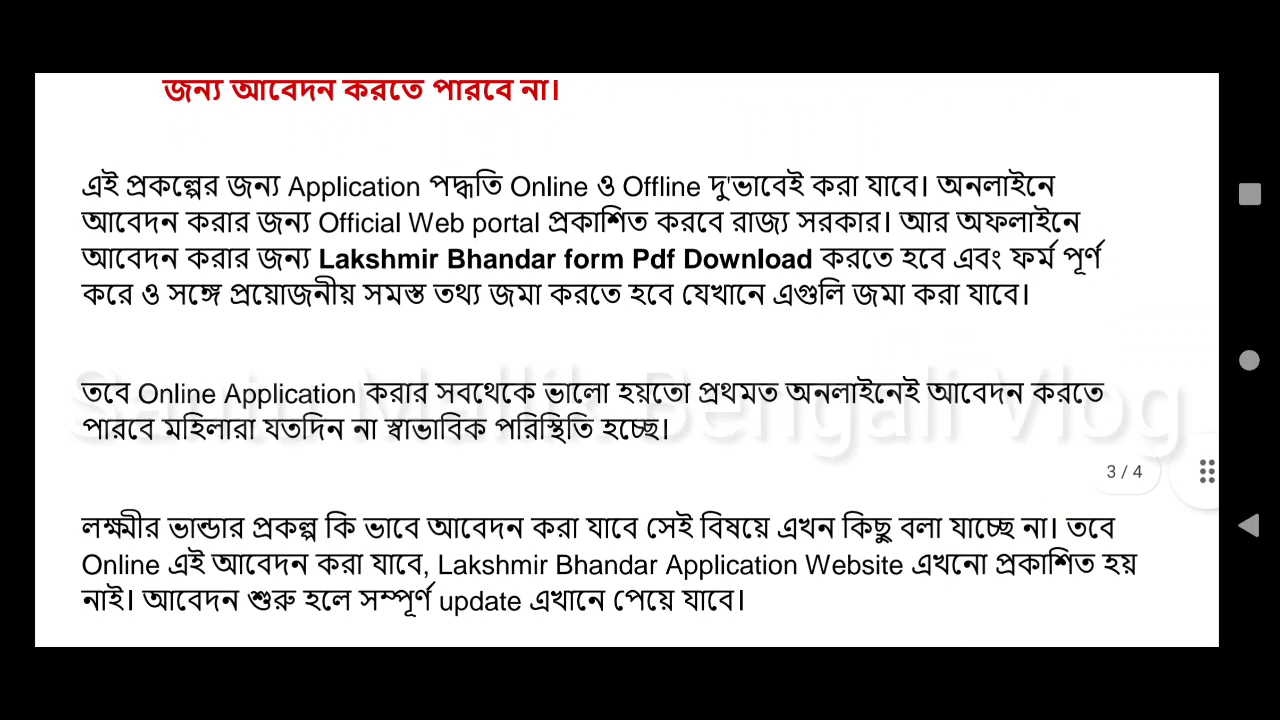 জন্য আবেদন করতে পারবে না।
এই প্রকল্পের জন্য Application পদ্ধতি Online ও Offline দু'ভাবেই করা যাবে। অনলাইনে
আবেদন করার জন্য Official Web portal প্রকাশিত করবে রাজ্য সরকার। আর অফলাইনে
আবেদন করার জন্য Lakshmir Bhandar form Pdf Download করতে হবে এবং ফর্ম পূর্ণ
করে ও সঙ্গে প্রয়োজনীয় সমস্ত তথ্য জমা করতে হবে যেখানে এগুলি জমা করা যাবে।
তবে Online Application করার সবথেকে ভালো হয়তো প্রথমত অনলাইনেই আবেদন করতে
পারবে মহিলারা যতদিন না স্বাভাবিক পরিস্থিতি হচ্ছে।
Bengali Vlog
3 / 4
লক্ষ্মীর ভান্ডার প্রকল্প কি ভাবে আবেদন করা যাবে সেই বিষয়ে এখন কিছু বলা যাচ্ছে না। তবে
Online এই আবেদন করা যাবে, Lakshmir Bhandar Application Website এখনো প্রকাশিত হয়
নাই। আবেদন শুরু হলে সম্পূর্ণ update এখানে পেয়ে যাবে।